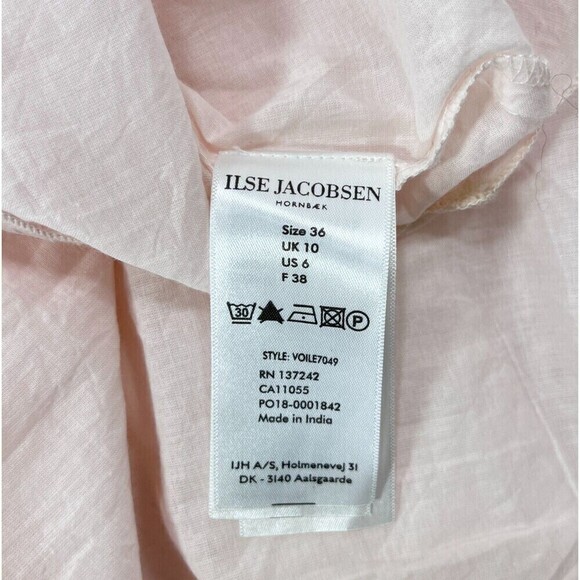 ILSE JACOBSEN
HORNBÆK
Size 36
UK 10
US 6
F 38
30 P
STYLE: VOILE7049
RN 137242
CA11055
PO18-0001842
Made in India
IJH A/S, Holmenevej 31
DK - 3140 Aalsgaarde